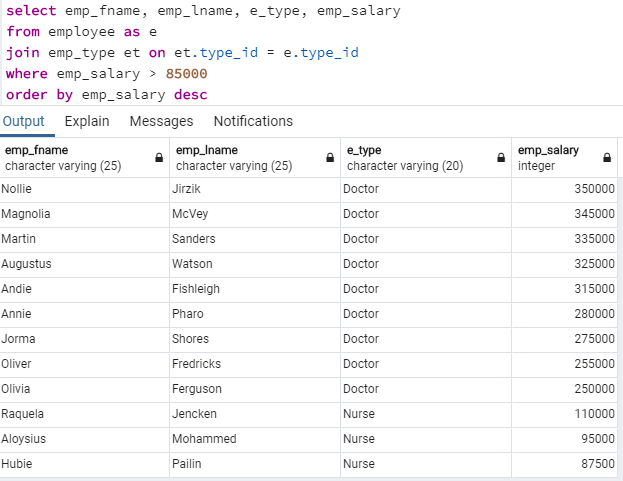 select emp_fname, emp_lname, e_type, emp_salary
from employee as e
join emp_type et on et.type_id = e.type_id
where emp_salary > 85000
order by emp_salary desc
Output Explain Messages Notifications
emp_fname emp_lname e_type emp_salary
character varying (25) character varying (25) character varying (20) integer
Nollie Jirzik Doctor 350000
Magnolia McVey Doctor 345000
Martin Sanders Doctor 335000
Augustus Watson Doctor 325000
Andie Fishleigh Doctor 315000
Annie Pharo Doctor 280000
Jorma Shores Doctor 275000
Oliver Fredricks Doctor 255000
Olivia Ferguson Doctor 250000
Raquela Jencken Nurse 110000
Aloysius Mohammed Nurse 95000
Hubie Pailin Nurse 87500